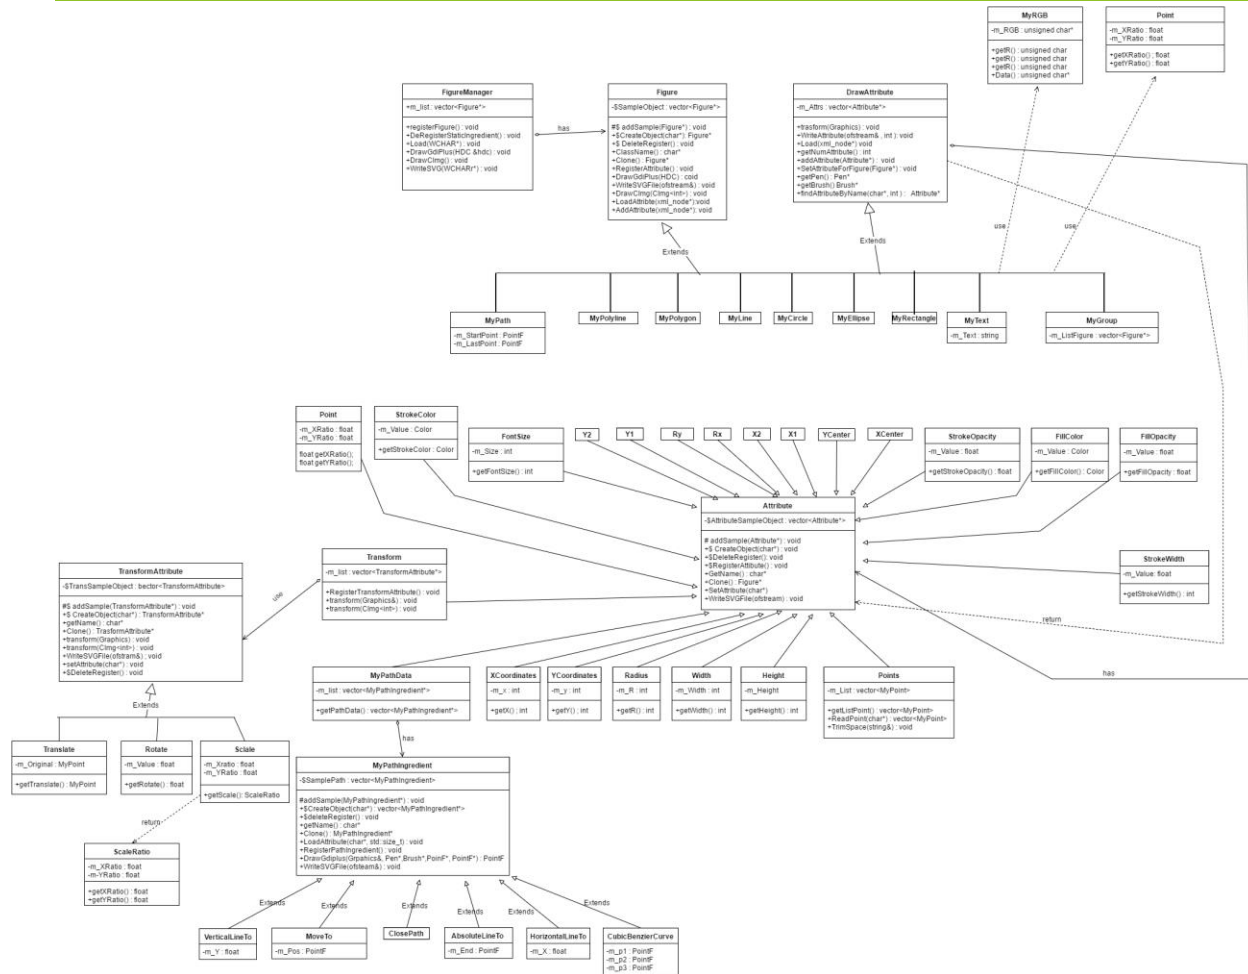 MyRGB
-m_RGB : unsigned char*
+getR() : unsigned char
+getR() : unsigned char
+getR() : unsigned char
+Data() : unsigned char*
Point
-m_XRatio : float
-m_YRatio : float
+getXRatio() ; float
+getYRatio() : float
FigureManager
+m_list : vector<Figure*>
+registerFigure() : void
+DeRegisterStaticIngredient() : void
+Load(WCHAR*) : void
+DrawGdiPlus(HDC &hdc) : void
+DrawCImg() : void
+WriteSVG(WCHARr*) : void
has
Figure
-$SampleObject : vector<Figure*>
#$ addSample(Figure*) : void
+$CreateObject(char*): Figure*
+$ DeleteRegister() : void
+ClassName() : char*
+Clone() : Figure*
+RegisterAttribute() : void
+DrawGdiPlus(HDC) : coid
+WriteSVGFile(ofstream&) : void
+DrawCImg(CImg<int>) : void
+LoadAttribte(xml_node*):void
+AddAttribute(xml_node*): void
DrawAttribute
-m_Attrs : vector<Attribute*>
+trasform(Graphics) : void
+WriteAttribute(ofstream& , int ) : void
+Load(xml_node*):void
+getNumAttribute() : int
+addAttribute(Attribute*) : void
+SetAttributeForFigure(Figure*) : void
+getPen() : Pen*
+getBrush() Brush*
+findAttributeByName(char*, int ) : Attribute*
Extends
Extends
use
use
MyPath
-m_StartPoint : PointF
-m_LastPoint : PointF
MyPolyline
MyPolygon
MyLine
MyCircle
MyEllipse
MyRectangle
MyText
-m_Text : string
MyGroup
-m_ListFigure : vector<Figure*>
Point
-m_XRatio : float
-m_YRatio : float
float getXRatio();
float getYRatio();
StrokeColor
-m_Value : Color
+getStrokeColor : Color
FontSize
-m_Size : int
+getFontSize() : int
Y2
Y1
Ry
Rx
X2
X1
YCenter
XCenter
StrokeOpacity
-m_Value : float
+getStrokeOpacity() : float
FillColor
-m_Value : Color
+getFillColor() : Color
FillOpacity
-m_Value : float
+getFillOpacity : float
Attribute
-$AttributeSampleObject : vector<Attribute*>
# addSample(Attribute*) : void
+$ CreateObject(char*) : void
+$DeleteRegister(): void
+$RegisterAttbute() : void
+GetName() : char*
+Clone() : Figure*
+SetAttribute(char*)
+WriteSVGFile(ofstream) : void
StrokeWidth
-m_Value: float
+getStrokeWidth() : int
return
has
TransformAttribute
-$TransSampleObject : bector<TransformAttribute>
#$ addSample(TransformAttribute*) : void
+$ CreateObject(char*) : TransformAttribute*
+getName() : char*
+Clone() : TrasformAttribute*
+transform(Graphics) : void
+transform(CImg<int>) : void
+WriteSVGFile(ofstram&) ; void
+setAttribute(char*) : void
+$DeleteRegister() : void
use
Transform
-m_list : vector<TransformAttribute*>
+RegisterTransformAttribute() : void
+transform(Graphics&) : void
+transform(CImg<int>) : void
Extends
Translate
-m_Original : MyPoint
+getTranslate() : MyPoint
Rotate
-m_Value : float
+getRotate() : float
Sclale
-m_Xratio : float
-m_YRatio : float
+getScale(): ScaleRatio
return
ScaleRatio
-m_XRatio : float
-m-YRatio : float
+getXRatio() : float
+getYRatio() : float
MyPathData
-m_list : vector<MyPathIngredient*>
+getPathData() : vector<MyPathIngredient*>
has
XCoordinates
-m_x : int
+getX() : int
YCoordinates
-m_y : int
+getY() ; int
Radius
-m_R : int
+getR() : int
Width
-m_Width : int
+getWidth() : int
Height
-m_Height
+getHeight() : int
Points
-m_List : vector<MyPoint>
+getListPoint() : vector<MyPoint>
+ReadPoint(char*) : vector<MyPoint>
+TrimSpace(string&) : void
MyPathIngredient
-$SamplePath : vector<MyPathIngredient>
#addSample(MyPathIngredient*) : void
+$CreateObject(char*) : vector<MyPathIngredient*>
+$deleteRegister() : void
+getName() : char*
+Clone() : MyPathIngredient*
+LoadAttribute(char*, std::size_t) : void
+RegisterPathIngredient() : void
+DrawGdiplus(Grpahics&, Pen*,Brush*,PoinF*, PointF*) : PointF
+WriteSVGFile(ofsteam&) : void
Extends
Extends
Extends
Extends
Extends
Extends
VerticalLineTo
-m_Y : float
MoveTo
-m_Pos : PointF
ClosePath
AbsoluteLineTo
-m_End : PointF
HorizontalLineTo
-m_X : float
CubicBenzierCurve
-m_p1 : PointF
-m_p2 : PointF
-m_p3 : PointF